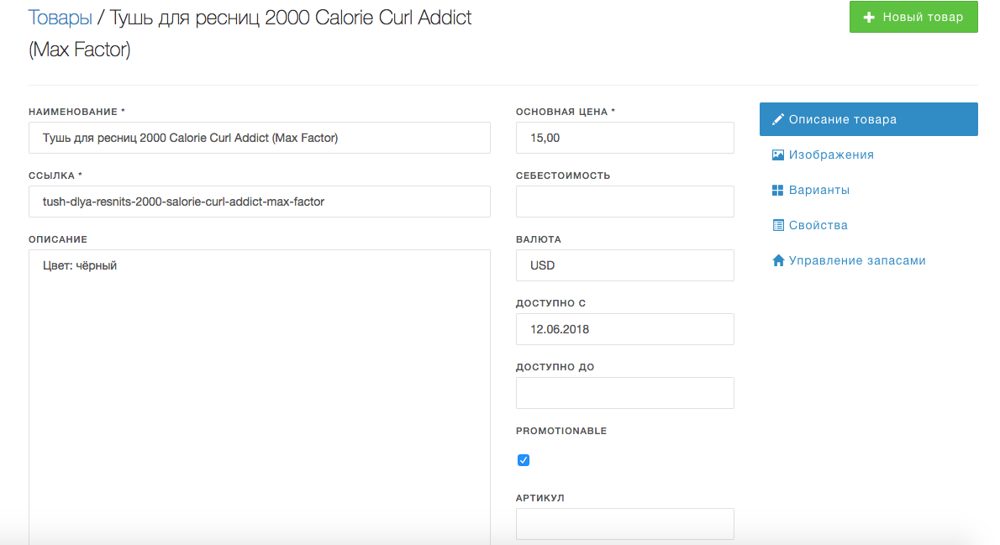 Товары / Тушь для ресниц 2000 Calorie Curl Addict
(Max Factor)
Новый товар
НАИМЕНОВАНИЕ *
Тушь для ресниц 2000 Calorie Curl Addict (Max Factor)
ССЫЛКА *
tush-dlya-resnits-2000-salorie-curl-addict-max-factor
ОПИСАНИЕ
Цвет: чёрный
ОСНОВНАЯ ЦЕНА *
15,00
СЕБЕСТОИМОСТЬ
ВАЛЮТА
USD
ДОСТУПНО С
12.06.2018
ДОСТУПНО ДО
PROMOTIONABLE
АРТИКУЛ
Описание товара
Изображения
Варианты
Свойства
Управление запасами